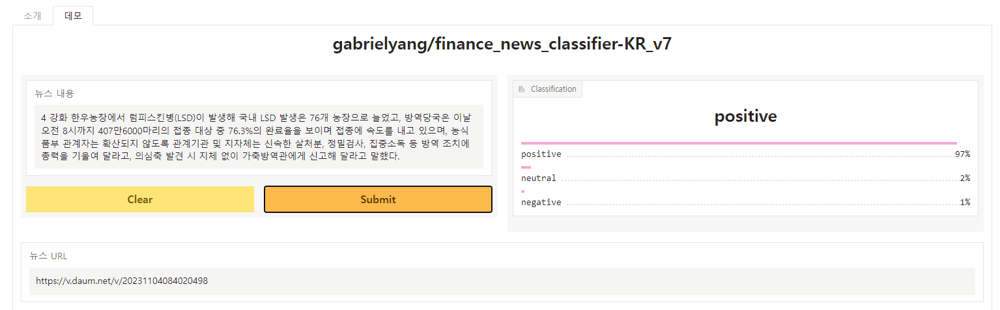 소개
데모
gabrielyang/finance_news_classifier-KR_v7
뉴스 내용
4 강화 한우농장에서 럼피스킨병(LSD)이 발생해 국내 LSD 발생은 76개 농장으로 늘었고, 방역당국은 이날
오전 8시까지 407만6000마리의 접종 대상 중 76.3%의 완료율을 보이며 접종에 속도를 내고 있으며, 농식
품부 관계자는 확산되지 않도록 관계기관 및 지자체는 신속한 살처분, 정밀검사, 집중소독 등 방역 조치에
총력을 기울여 달라고, 의심축 발견 시 지체 없이 가축방역관에게 신고해 달라고 말했다.
Clear
Submit
Classification
positive
positive 97%
neutral 2%
negative 1%
뉴스 URL
https://v.daum.net/v/20231104084020498